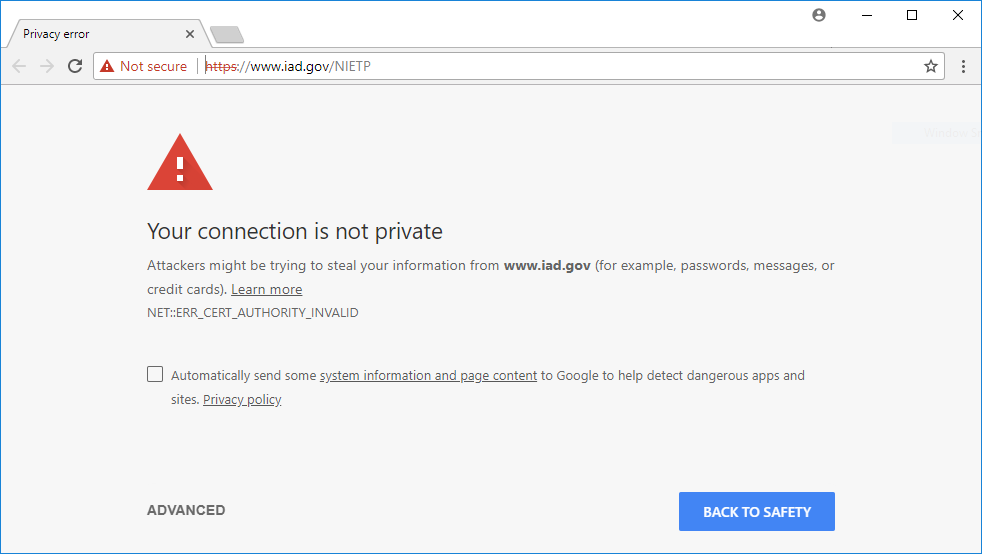 Privacy error
Not secure https://www.iad.gov/NIETP
Your connection is not private
Attackers might be trying to steal your information from www.iad.gov (for example, passwords, messages, or
credit cards). Learn more
NET::ERR_CERT_AUTHORITY_INVALID
Automatically send some system information and page content to Google to help detect dangerous apps and
sites. Privacy policy
ADVANCED
BACK TO SAFETY